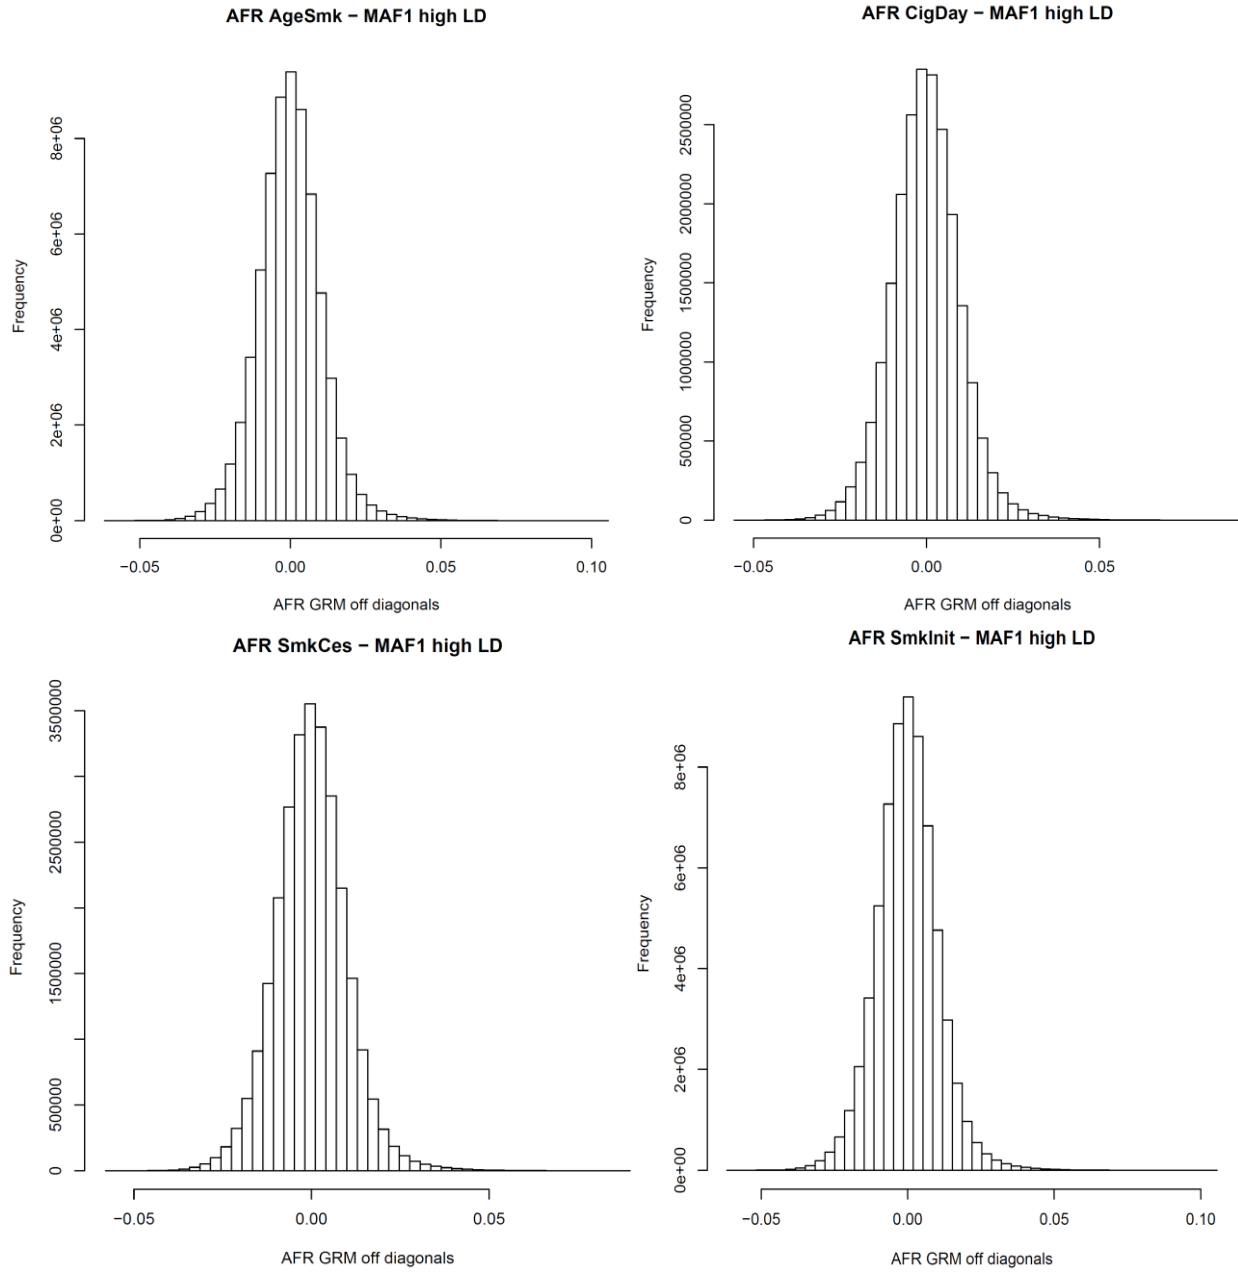 AFR AgeSmk − MAF1 high LD
Frequency
8e+06
6e+06
4e+06
2e+06
0e+00
−0.05 0.00 0.05 0.10
AFR GRM off diagonals
AFR CigDay − MAF1 high LD
Frequency
2500000
2000000
1500000
1000000
500000
0
−0.05 0.00 0.05
AFR GRM off diagonals
AFR SmkCes − MAF1 high LD
Frequency
3500000
2500000
1500000
500000
0
−0.05 0.00 0.05
AFR GRM off diagonals
AFR SmkInit − MAF1 high LD
Frequency
8e+06
6e+06
4e+06
2e+06
0e+00
−0.05 0.00 0.05 0.10
AFR GRM off diagonals